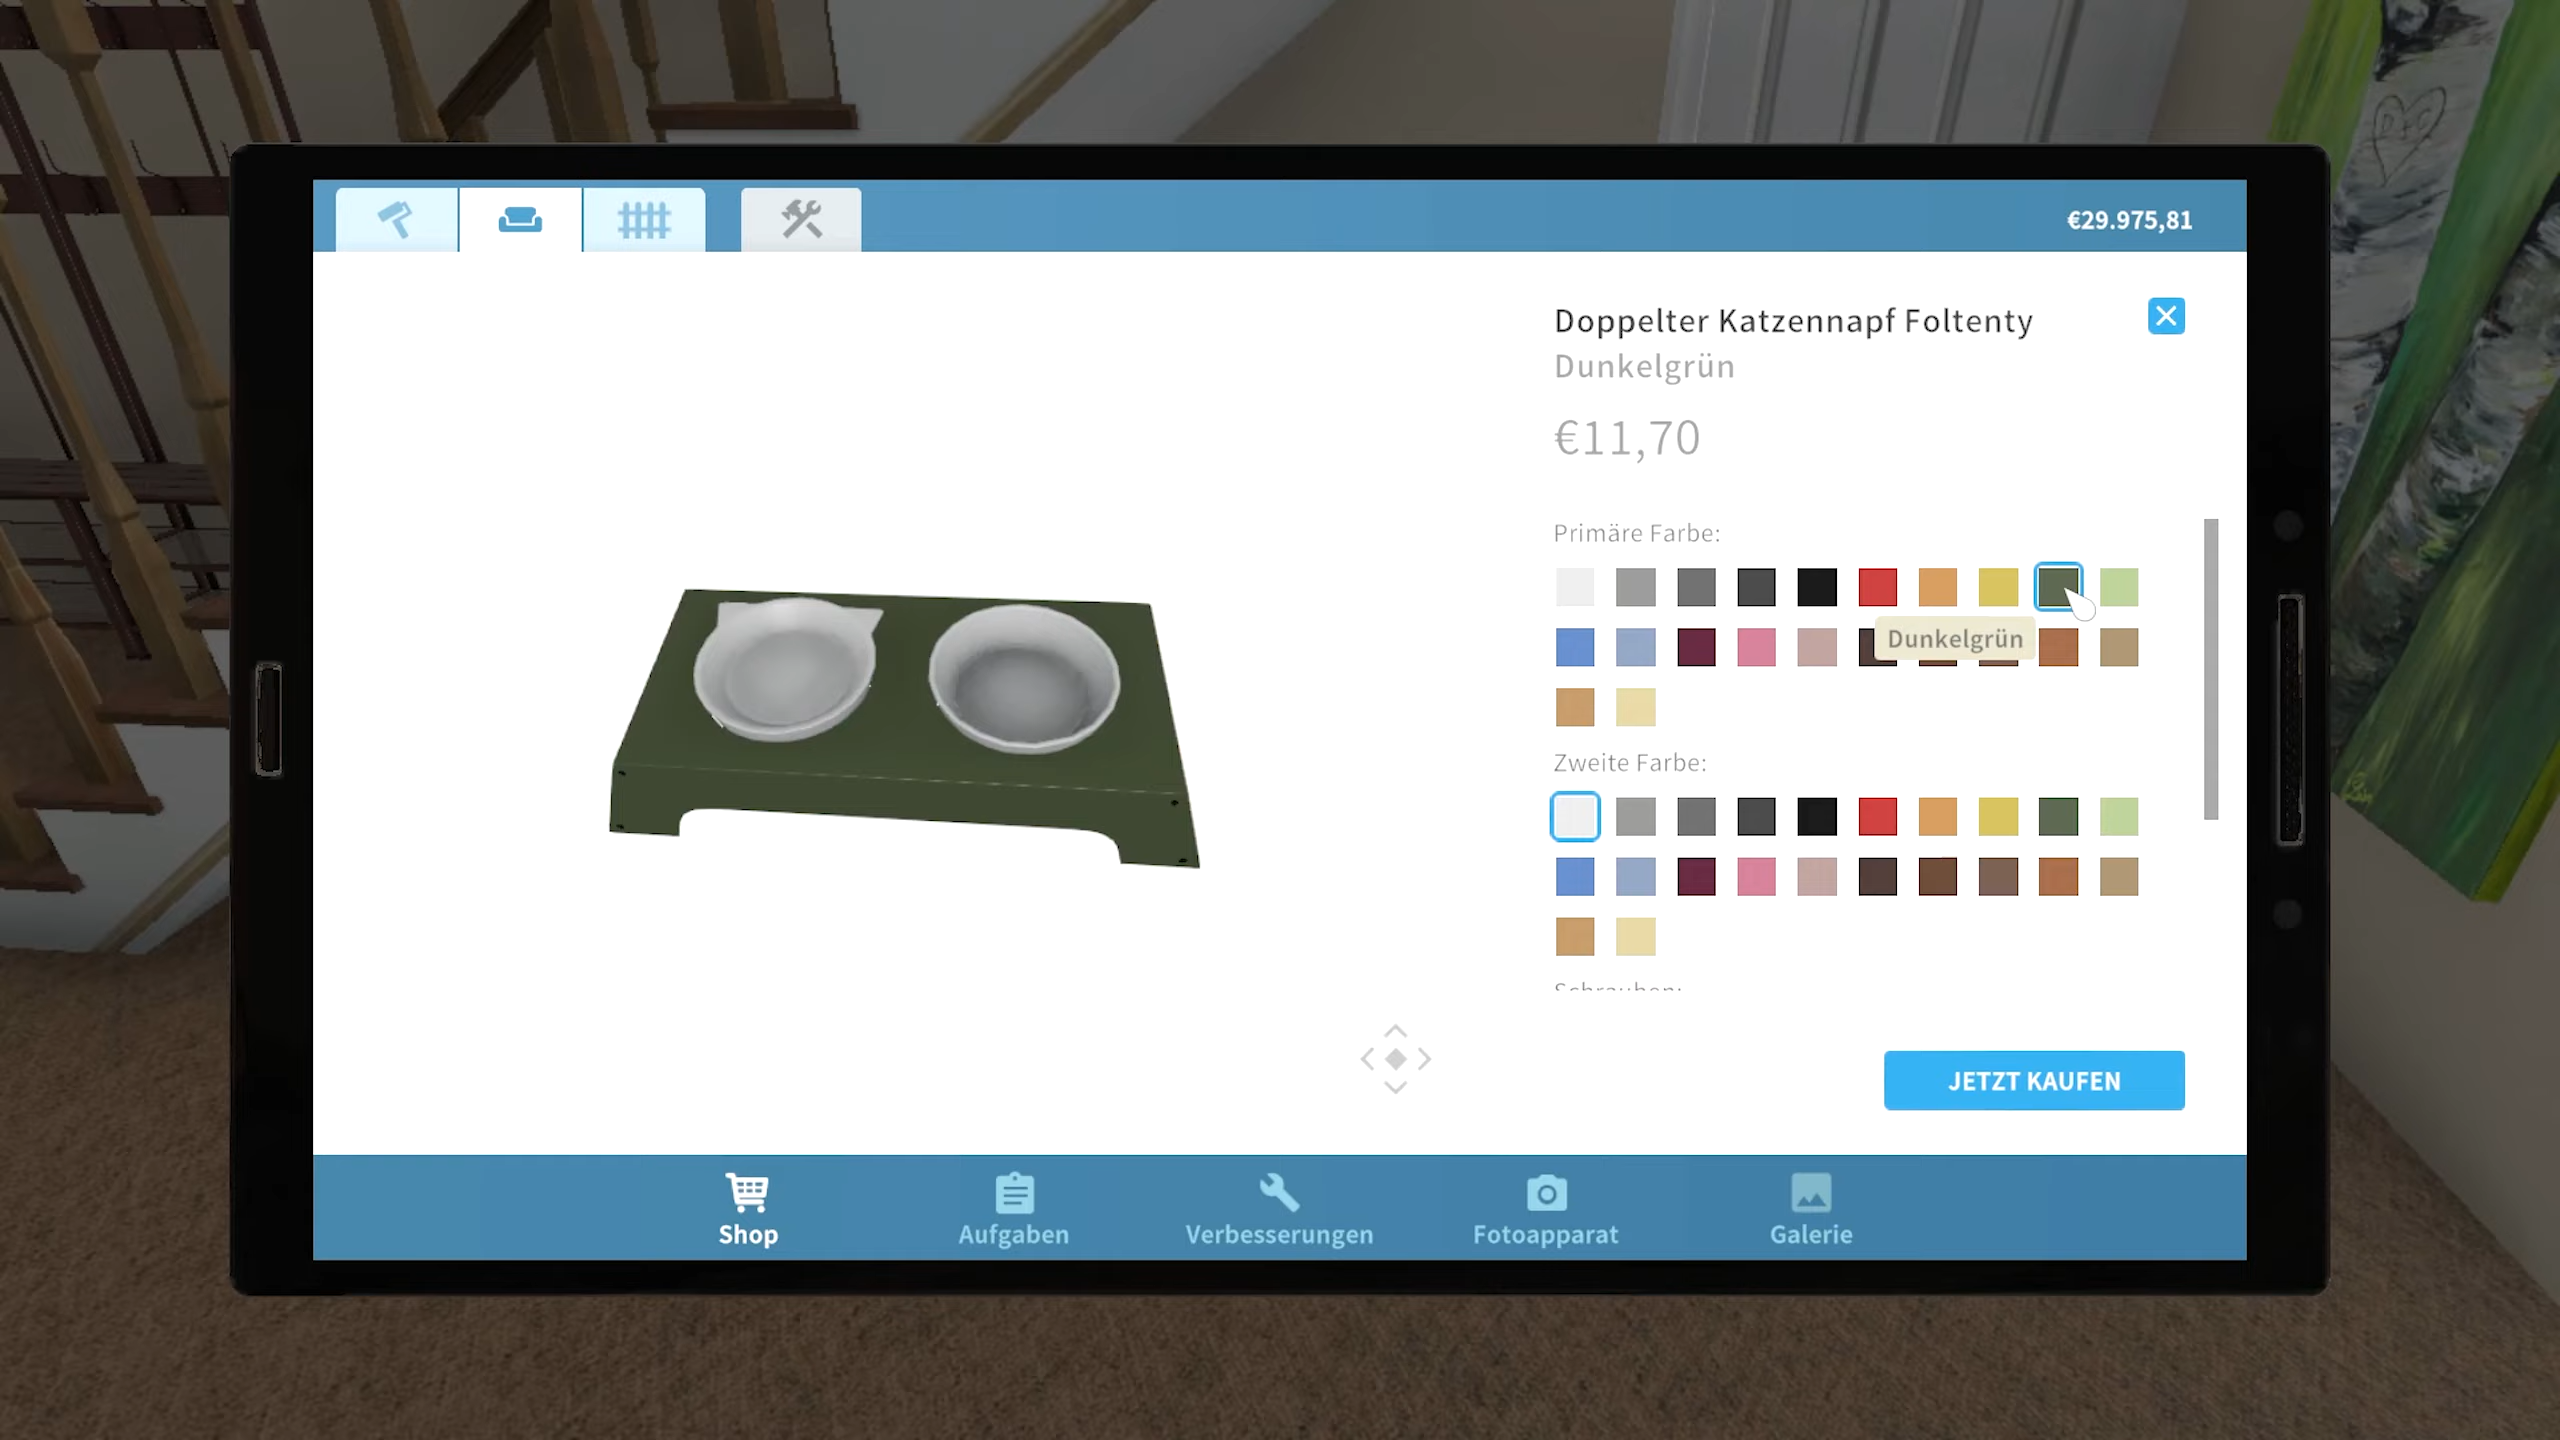 €29.975,81
Doppelter Katzennapf Foltenty
Dunkelgrün
€11,70
Primäre Farbe:
Dunkelgrün
Zweite Farbe:
Schrauben:
JETZT KAUFEN
Shop
Aufgaben
Verbesserungen
Fotoapparat
Galerie